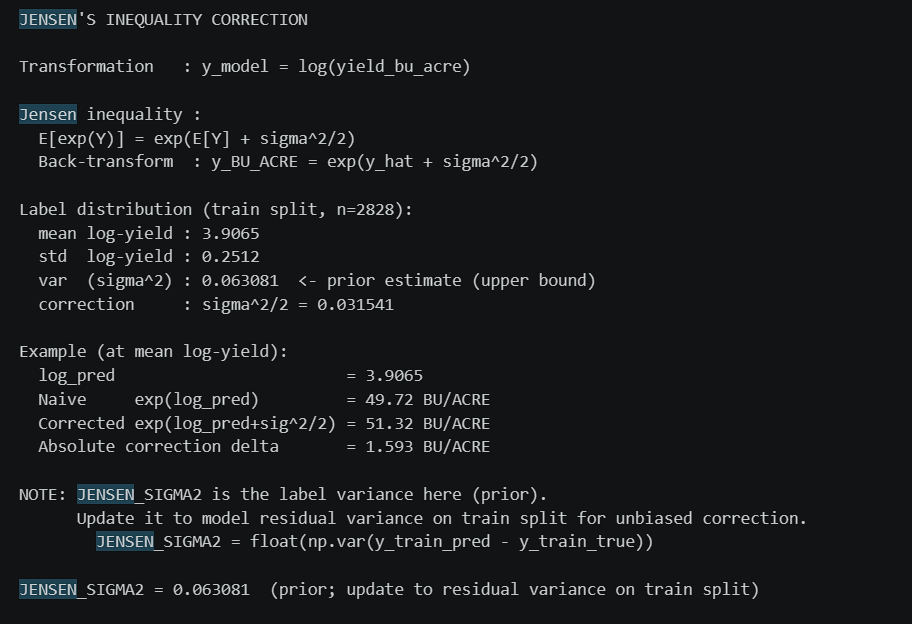 JENSEN'S INEQUALITY CORRECTION
Transformation   : y_model = log(yield_bu_acre)
Jensen inequality :
  E[exp(Y)] = exp(E[Y] + sigma^2/2)
  Back-transform  : y_BU_ACRE = exp(y_hat + sigma^2/2)
Label distribution (train split, n=2828):
  mean log-yield : 3.9065
  std  log-yield : 0.2512
  var  (sigma^2) : 0.063081  <- prior estimate (upper bound)
  correction     : sigma^2/2 = 0.031541
Example (at mean log-yield):
  log_pred                        = 3.9065
  Naive     exp(log_pred)         = 49.72 BU/ACRE
  Corrected exp(log_pred+sig^2/2) = 51.32 BU/ACRE
  Absolute correction delta       = 1.593 BU/ACRE
NOTE: JENSEN_SIGMA2 is the label variance here (prior).
      Update it to model residual variance on train split for unbiased correction.
        JENSEN_SIGMA2 = float(np.var(y_train_pred - y_train_true))
JENSEN_SIGMA2 = 0.063081  (prior; update to residual variance on train split)